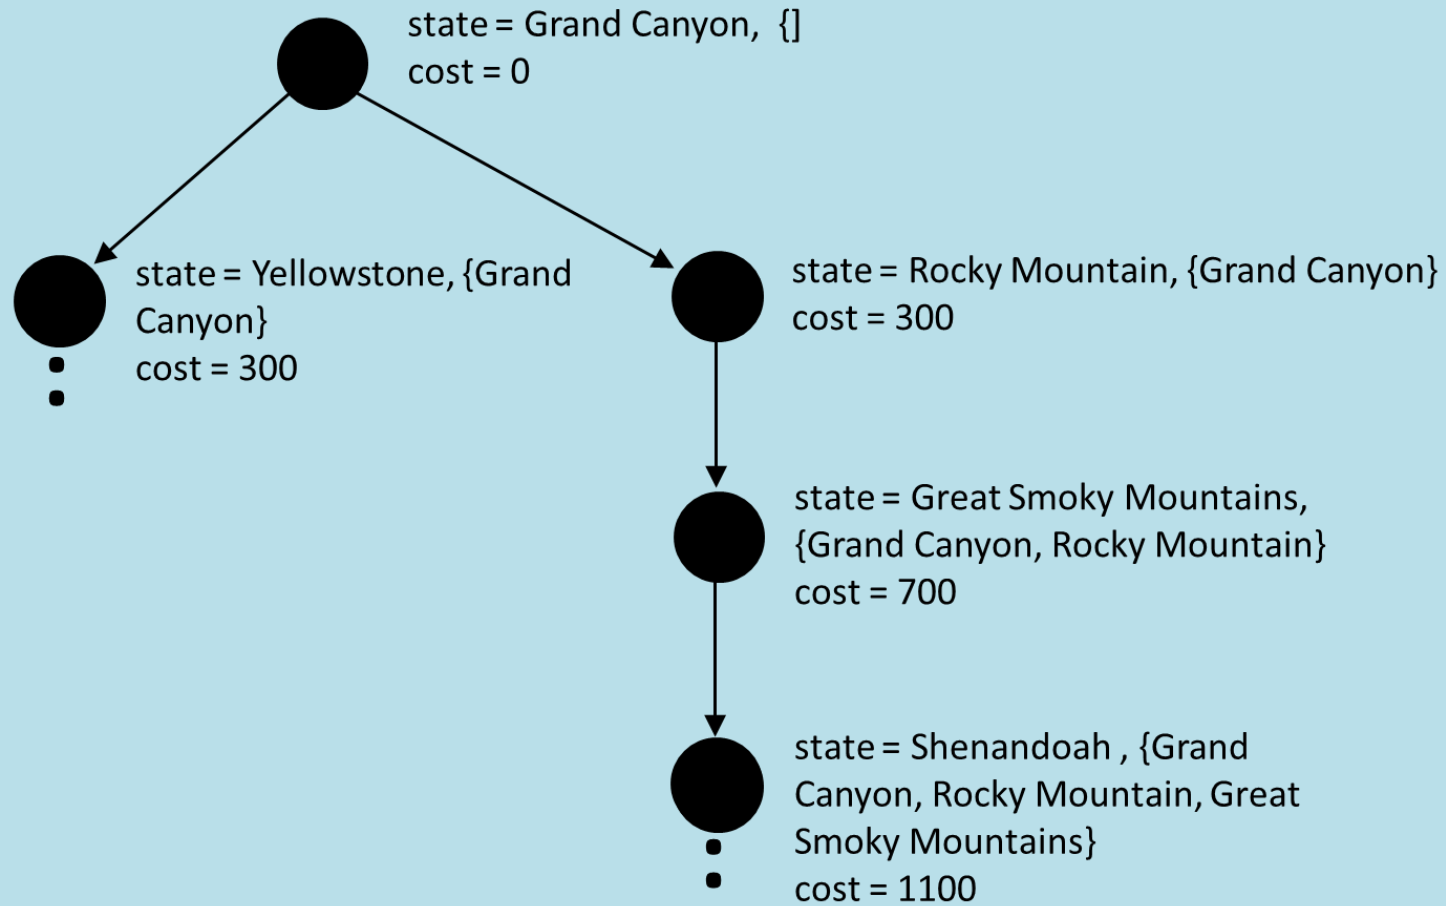 state = Grand Canyon,  {]
cost = 0
state = Yellowstone, {Grand
Canyon}
cost = 300
state = Rocky Mountain, {Grand Canyon}
cost = 300
state = Great Smoky Mountains,
{Grand Canyon, Rocky Mountain}
cost = 700
state = Shenandoah , {Grand
Canyon, Rocky Mountain, Great
Smoky Mountains}
cost = 1100